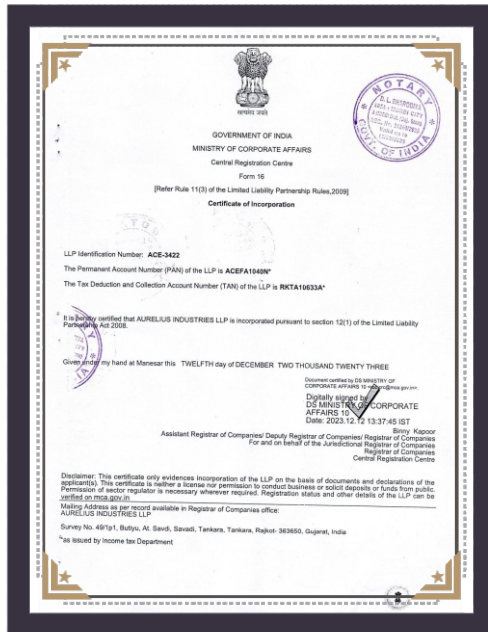 सत्यमेव जयते
NOTARY
GOVT. OF INDIA
GOVERNMENT OF INDIA
MINISTRY OF CORPORATE AFFAIRS
Central Registration Centre
Form 16
[Refer Rule 11(3) of the Limited Liability Partnership Rules,2009]
Certificate of Incorporation
LLP Identification Number: ACE-3422
The Permanent Account Number (PAN) of the LLP is ACEFA1040N*
The Tax Deduction and Collection Account Number (TAN) of the LLP is RKTA10633A*
It is hereby certified that AURELIUS INDUSTRIES LLP is incorporated pursuant to section 12(1) of the Limited Liability
Partnership Act 2008.
Given under my hand at Manesar this TWELFTH day of DECEMBER TWO THOUSAND TWENTY THREE
Document certified by DS MINISTRY OF
CORPORATE AFFAIRS 10
Digitally signed by
DS MINISTRY OF CORPORATE
AFFAIRS 10
Date: 2023.12.12 13:37:45 IST
Binny Kapoor
Assistant Registrar of Companies/ Deputy Registrar of Companies/ Registrar of Companies
For and on behalf of the Jurisdictional Registrar of Companies
Registrar of Companies
Central Registration Centre
Disclaimer: This certificate only evidences incorporation of the LLP on the basis of documents and declarations of the
applicant(s). This certificate is neither a license nor permission to conduct business or solicit deposits or funds from public.
Permission of sector regulator is necessary wherever required. Registration status and other details of the LLP can be
verified on mca.gov.in
Mailing Address as per record available in Registrar of Companies office:
AURELIUS INDUSTRIES LLP
Survey No. 49/1p1, Butlyu, At. Savdi, Savadi, Tankara, Tankara, Rajkot- 363650, Gujarat, India
*as issued by Income tax Department